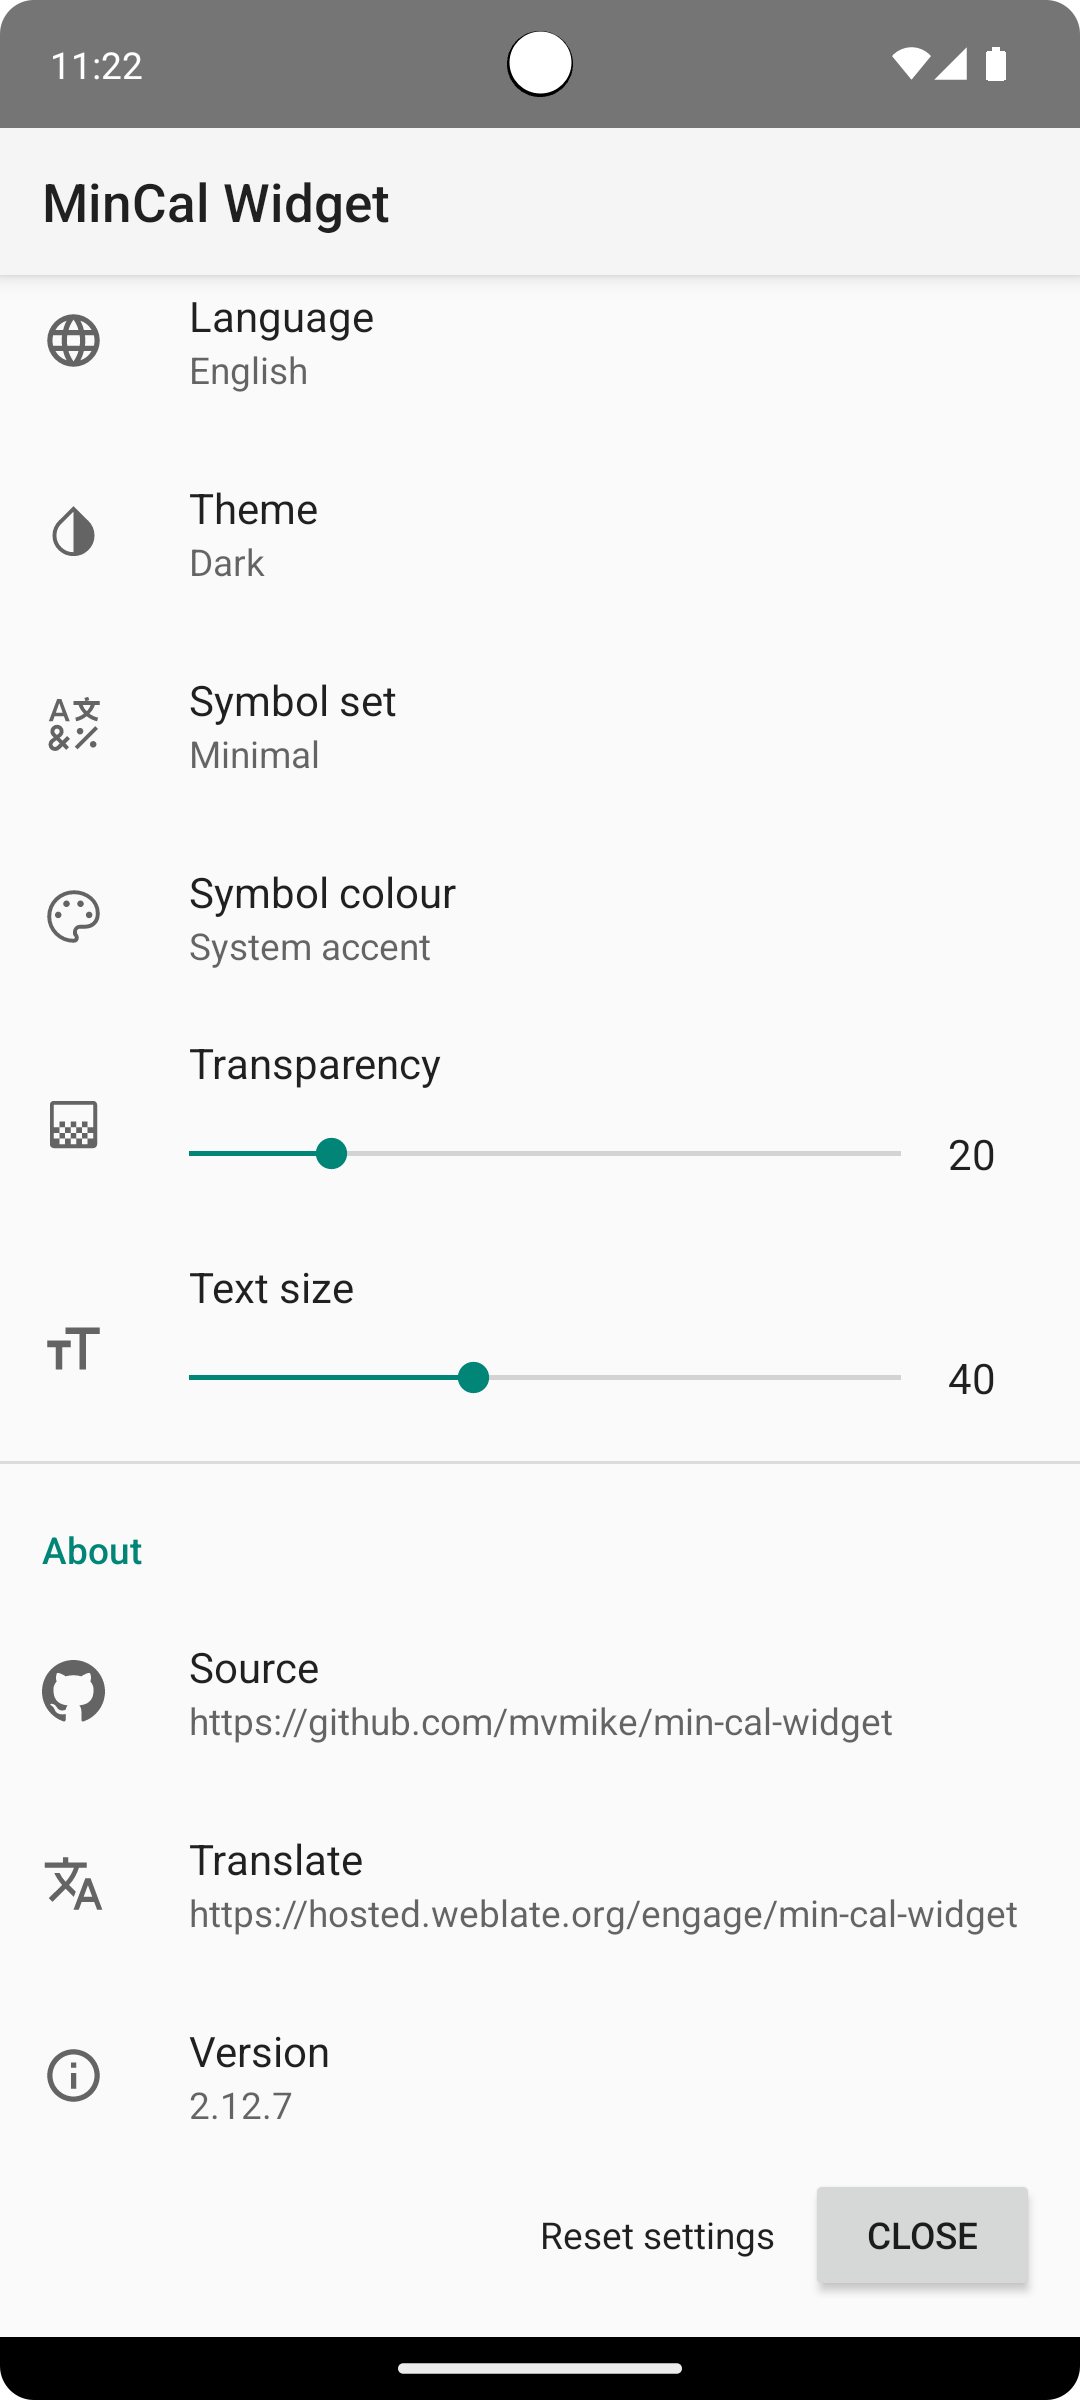 11:22
MinCal Widget
Language
English
Theme
Dark
Symbol set
Minimal
Symbol colour
System accent
Transparency
20
Text size
40
About
Source
https://github.com/mvmike/min-cal-widget
Translate
https://hosted.weblate.org/engage/min-cal-widget
Version
2.12.7
Reset settings
CLOSE